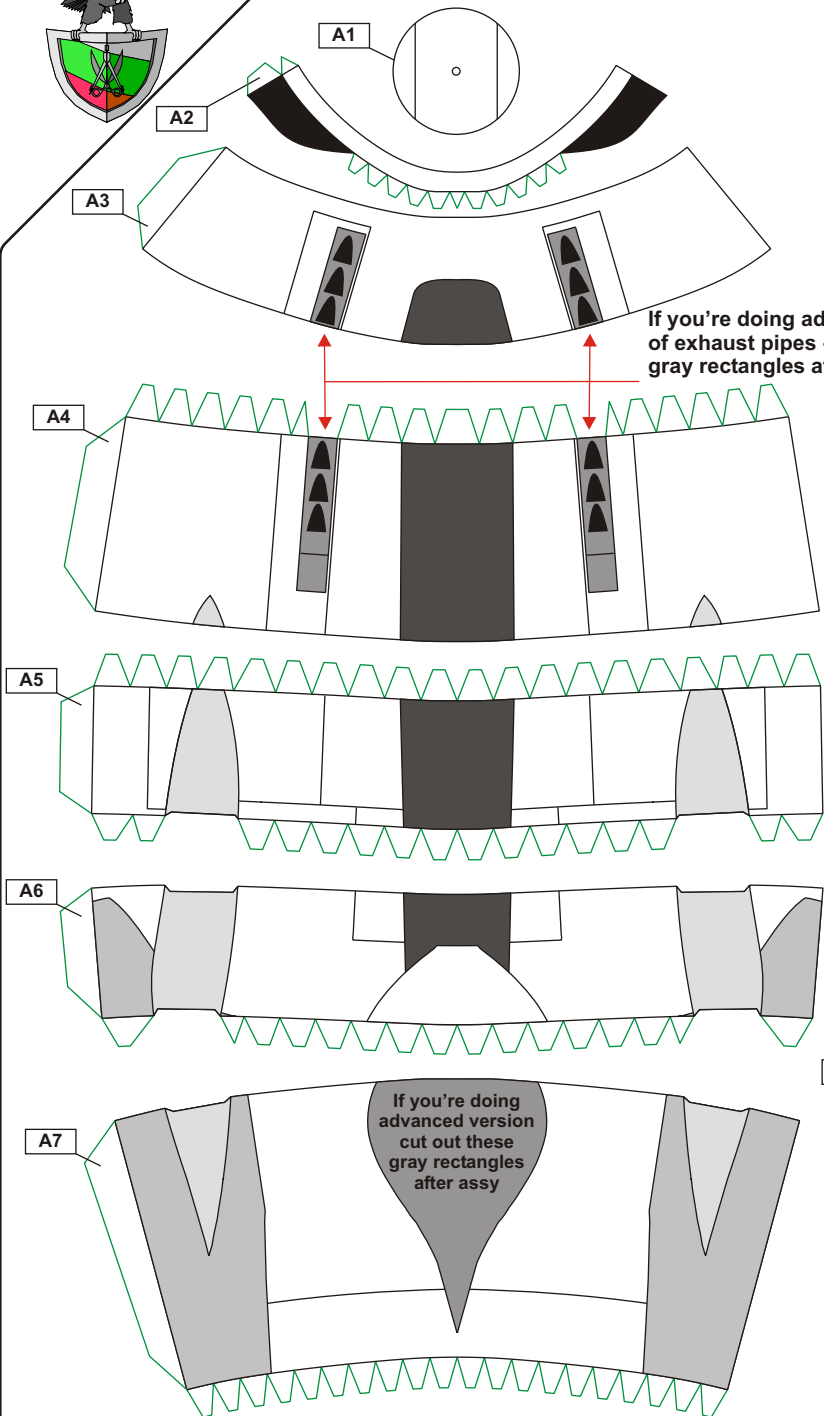 A1
A2
A3
If you're doing ad
of exhaust pipes
gray rectangles a
A4
A5
A6
A7
If you're doing
advanced version
cut out these
gray rectangles
after assy